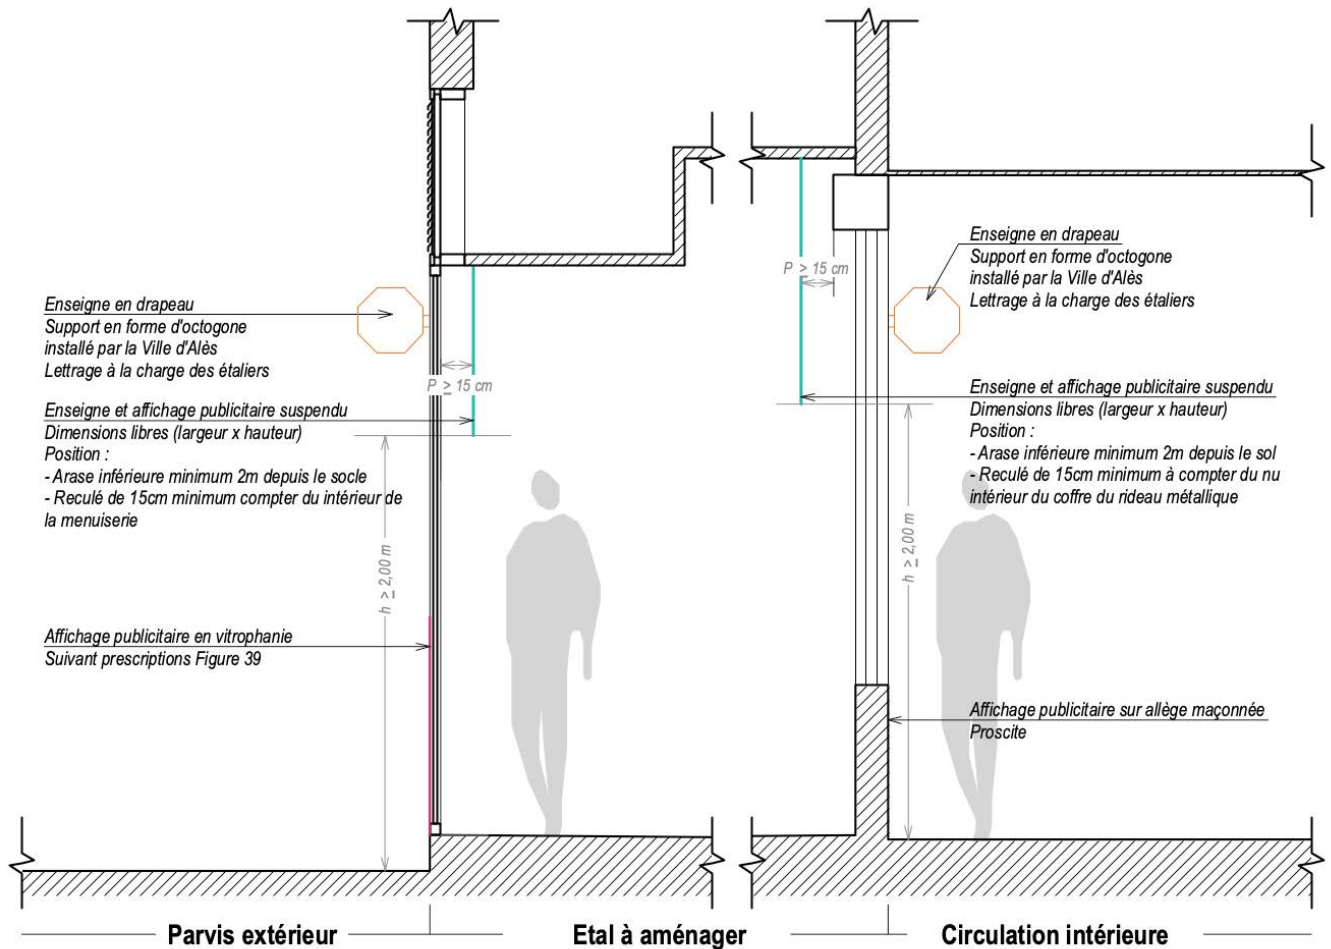 Enseigne en drapeau
Support en forme d'octogone
installé par la Ville d'Alès
Lettrage à la charge des étaliers
P ≥ 15 cm
Enseigne et affichage publicitaire suspendu
Dimensions libres (largeur x hauteur)
Position :
- Arase inférieure minimum 2m depuis le socle
- Reculé de 15cm minimum compter du intérieur de
la menuiserie
h ≥ 2,00 m
Affichage publicitaire en vitrophanie
Suivant prescriptions Figure 39
P ≥ 15 cm
Enseigne en drapeau
Support en forme d'octogone
installé par la Ville d'Alès
Lettrage à la charge des étaliers
Enseigne et affichage publicitaire suspendu
Dimensions libres (largeur x hauteur)
Position :
- Arase inférieure minimum 2m depuis le sol
- Reculé de 15cm minimum à compter du nu
intérieur du coffre du rideau métallique
h ≥ 2,00 m
Affichage publicitaire sur allège maçonnée
Proscite
Parvis extérieur
Etal à aménager
Circulation intérieure